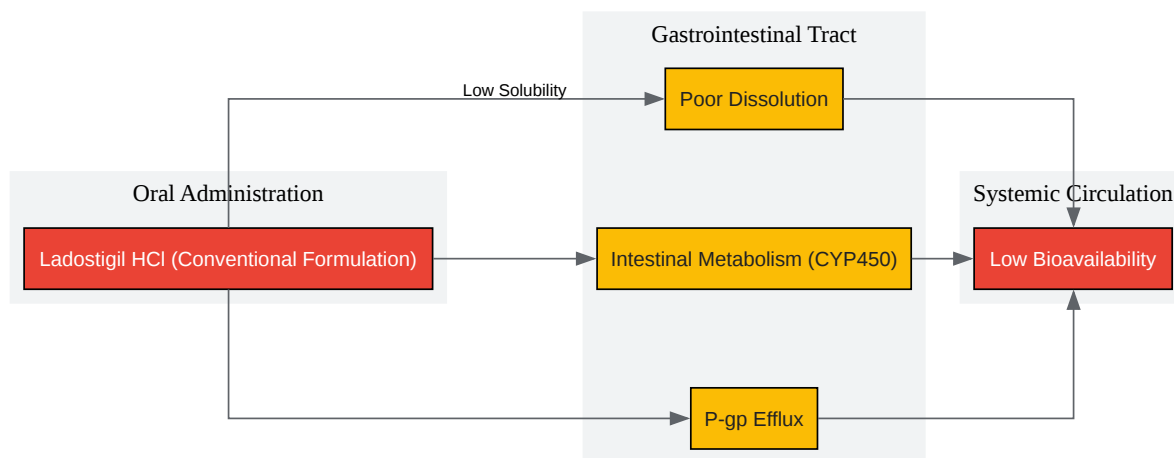 Gastrointestinal Tract
Low Solubility
Poor Dissolution
Oral Administration
Systemic Circulation
Ladostigil HCl (Conventional Formulation)
Intestinal Metabolism (CYP450)
Low Bioavailability
P-gp Efflux